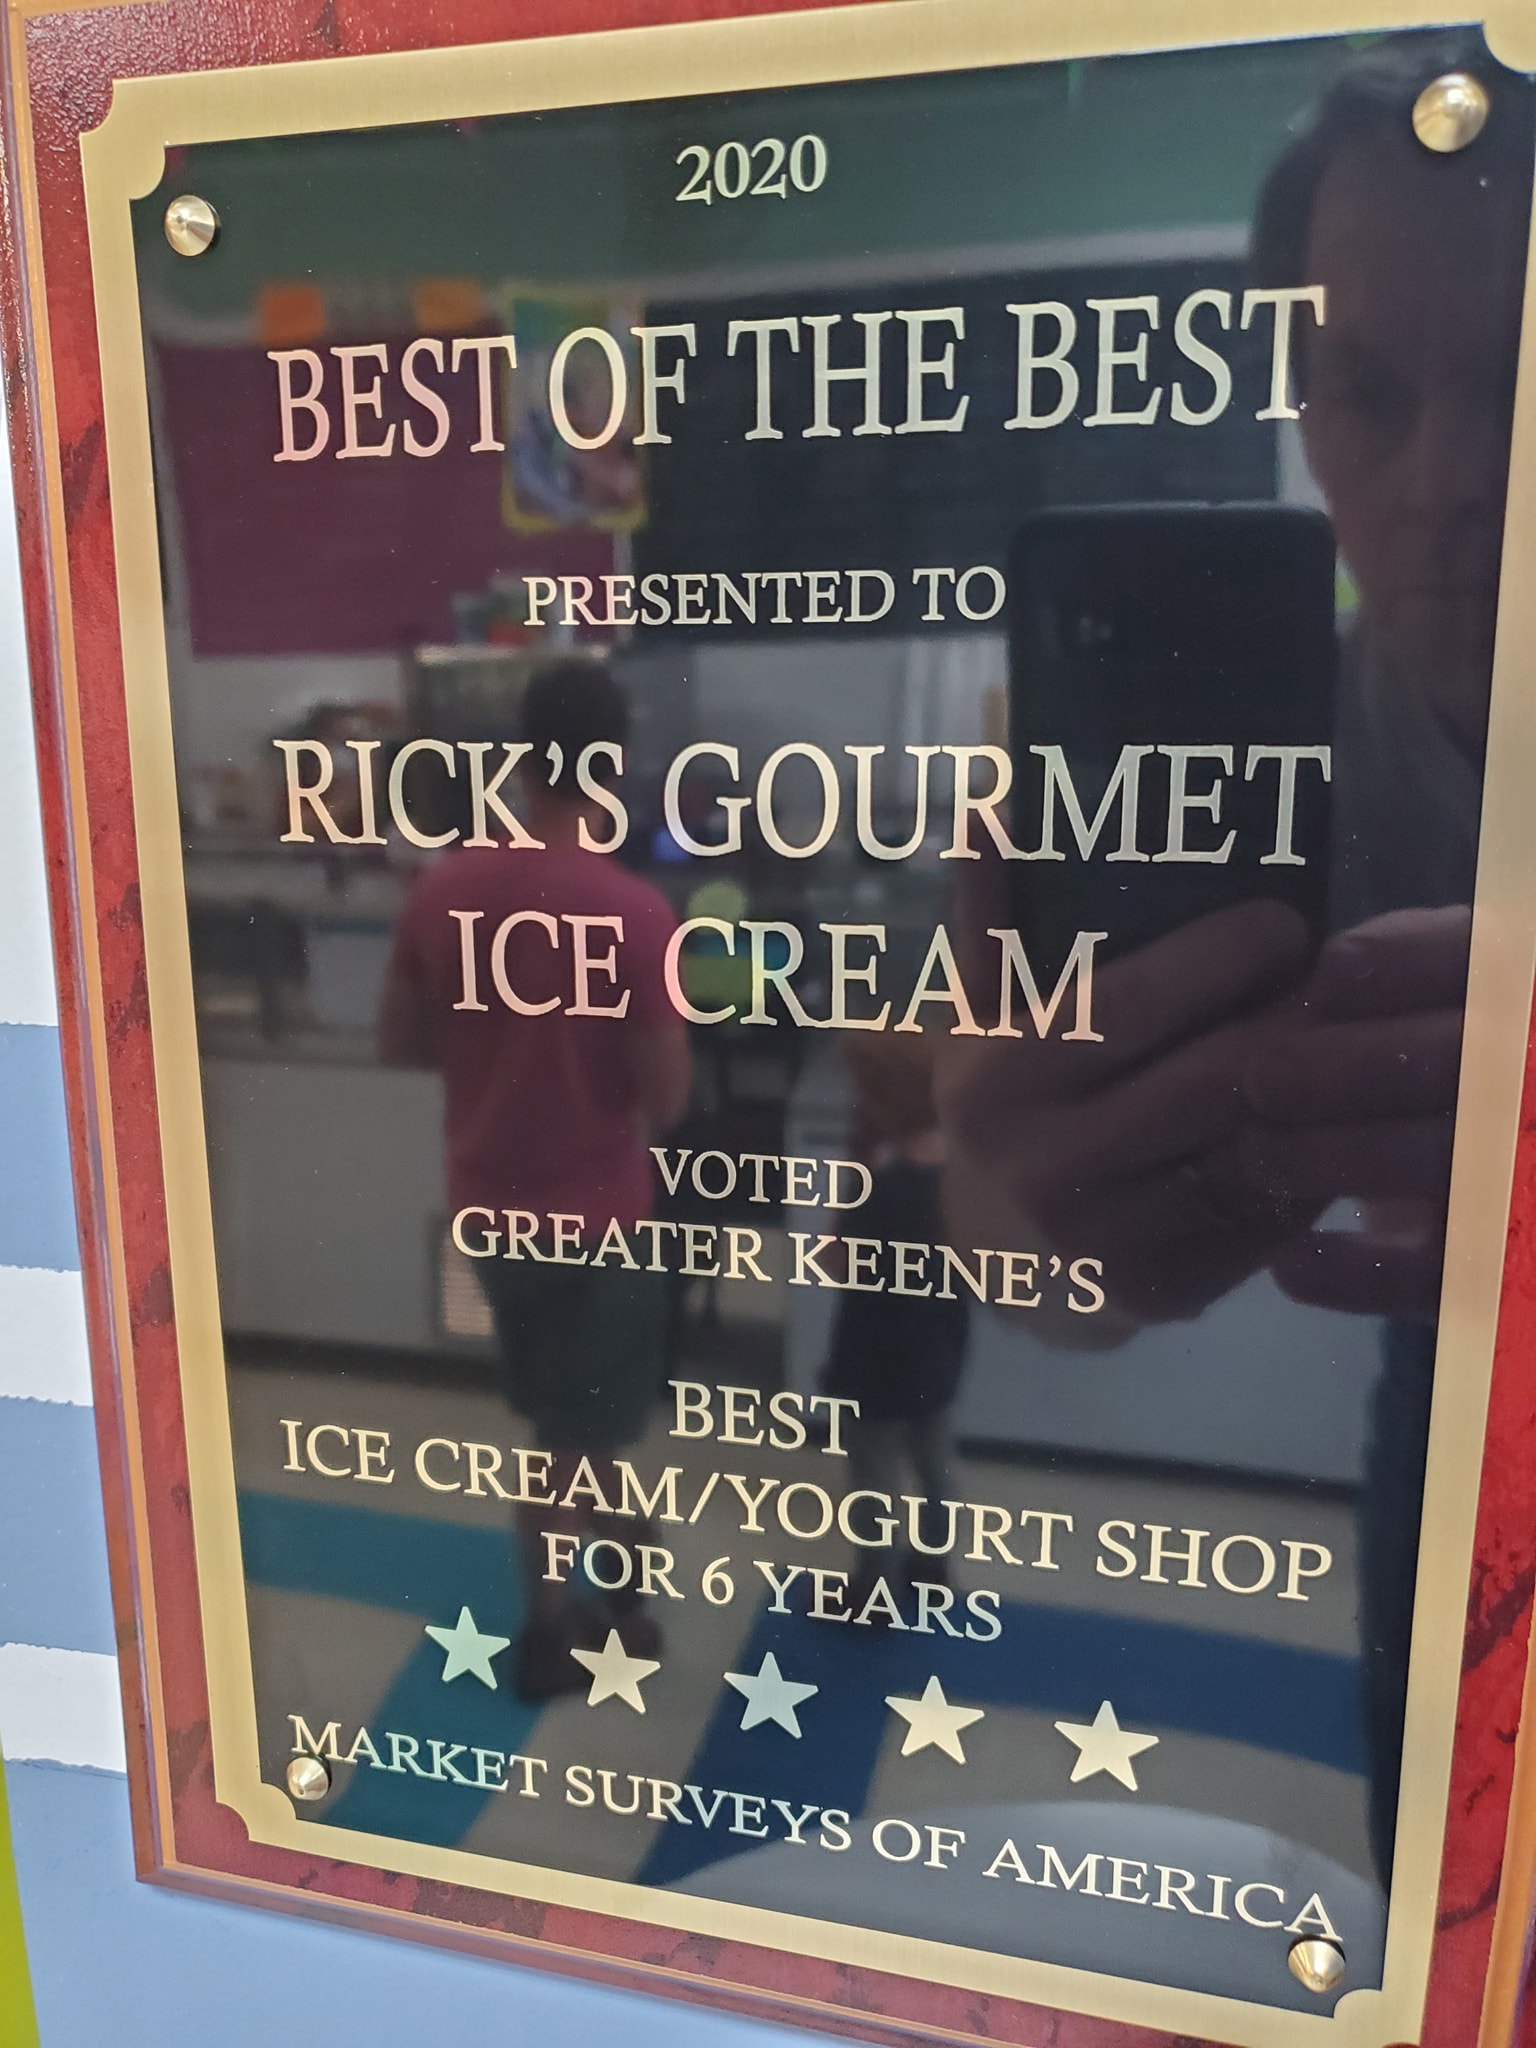 2020
BEST OF THE BEST
PRESENTED TO
RICK'S GOURMET
ICE CREAM
VOTED
GREATER KEENE'S
BEST
ICE CREAM/YOGURT SHOP
FOR 6 YEARS
MARKET SURVEYS OF AMERICA